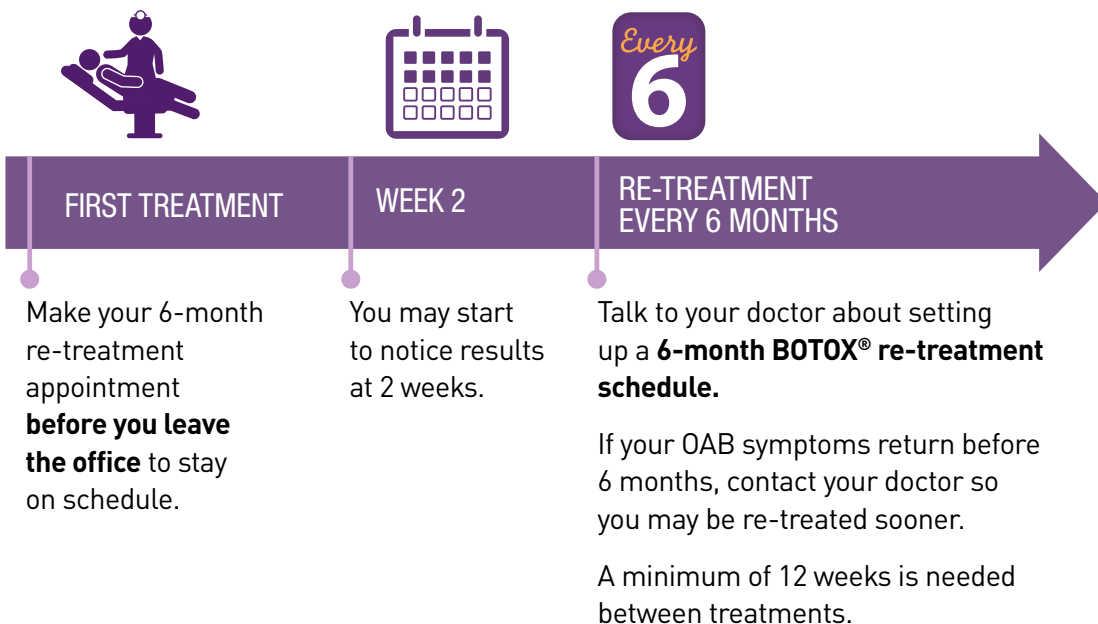 Every
6
FIRST TREATMENT
WEEK 2
RE-TREATMENT
EVERY 6 MONTHS
Make your 6-month
re-treatment
appointment
before you leave
the office to stay
on schedule.
You may start
to notice results
at 2 weeks.
Talk to your doctor about setting
up a 6-month BOTOX® re-treatment
schedule.
If your OAB symptoms return before
6 months, contact your doctor so
you may be re-treated sooner.
A minimum of 12 weeks is needed
between treatments.